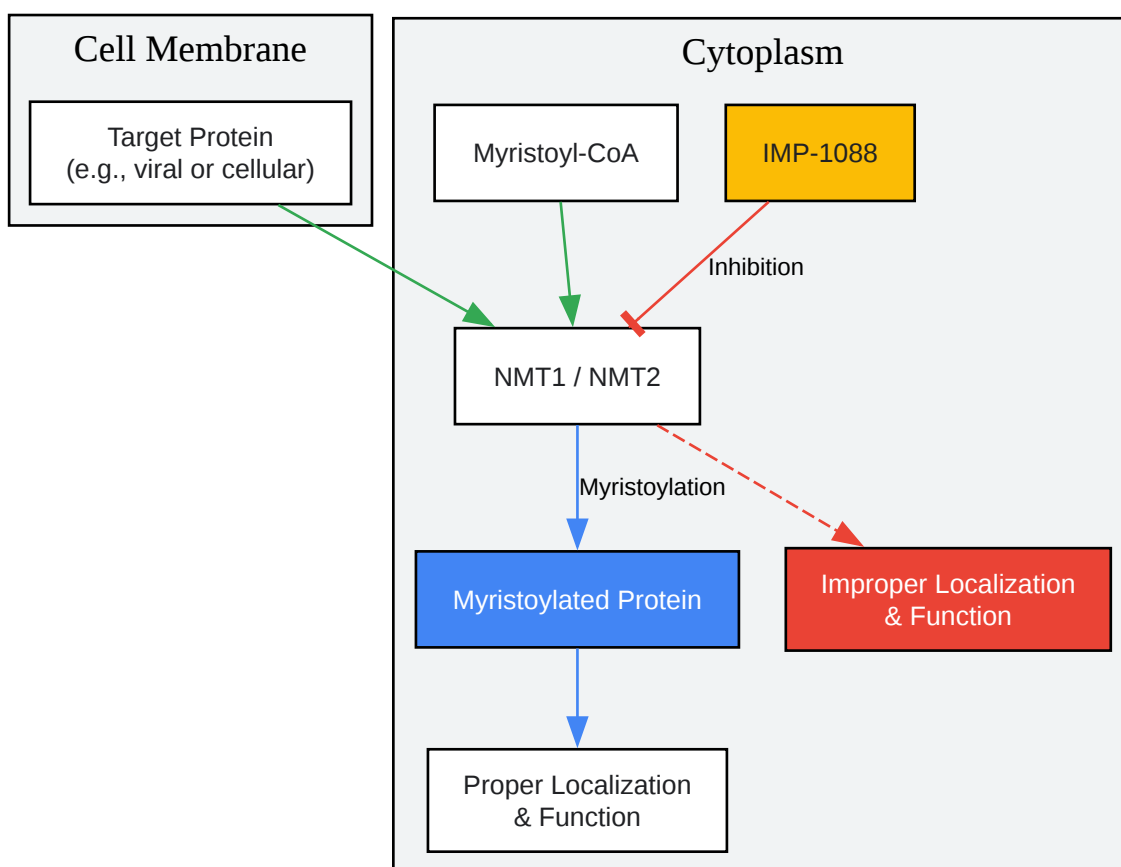 Cell Membrane
Target Protein
(e.g., viral or cellular)
Cytoplasm
Myristoyl-CoA
IMP-1088
Inhibition
NMT1 / NMT2
Myristoylation
Myristoylated Protein
Improper Localization
& Function
Proper Localization
& Function